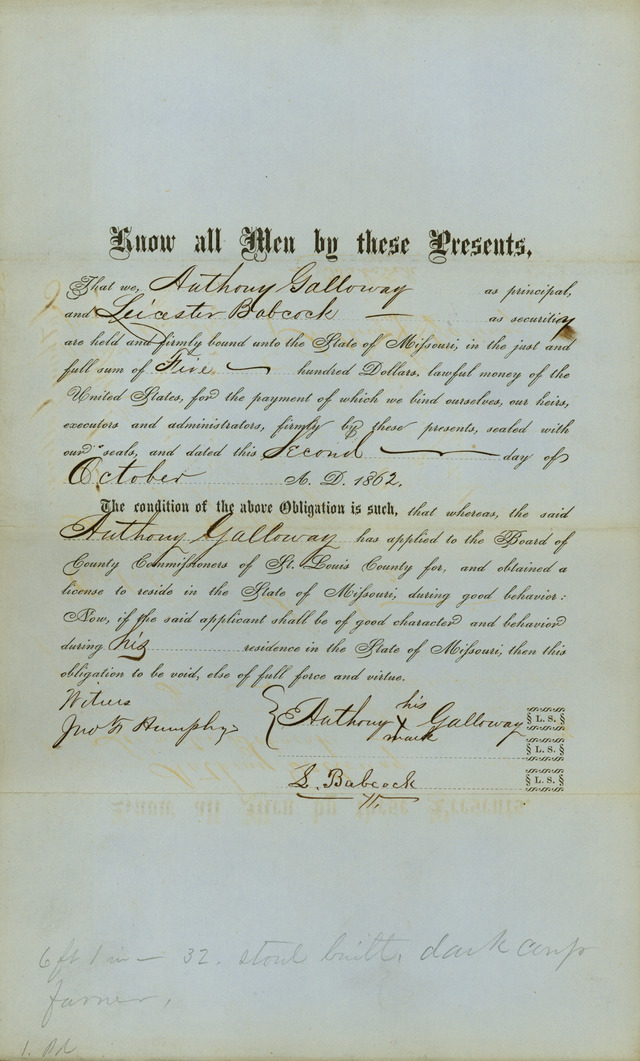 Know all Men by these Presents,
That we, Anthony Galloway as principal,
and Leicester Babcock — as security
are held and firmly bound unto the State of Missouri, in the just and
full sum of Five — hundred Dollars, lawful money of the
United States, for the payment of which we bind ourselves, our heirs,
executors and administrators, firmly by these presents, sealed with
our seals, and dated this Second — day of
October A. D. 1862.
The condition of the above Obligation is such, that whereas, the said
Anthony Galloway has applied to the Board of
County Commissioners of St. Louis County for, and obtained a
license to reside in the State of Missouri, during good behavior:
Now, if the said applicant shall be of good character and behavior
during his residence in the State of Missouri, then this
obligation to be void, else of full force and virtue.
Witness
Jno F Humphy
Anthony his X mark Galloway L. S.
L. S.
L. Babcock L. S.
6 ft 1 in — 32. stout built, dark comp
farmer,